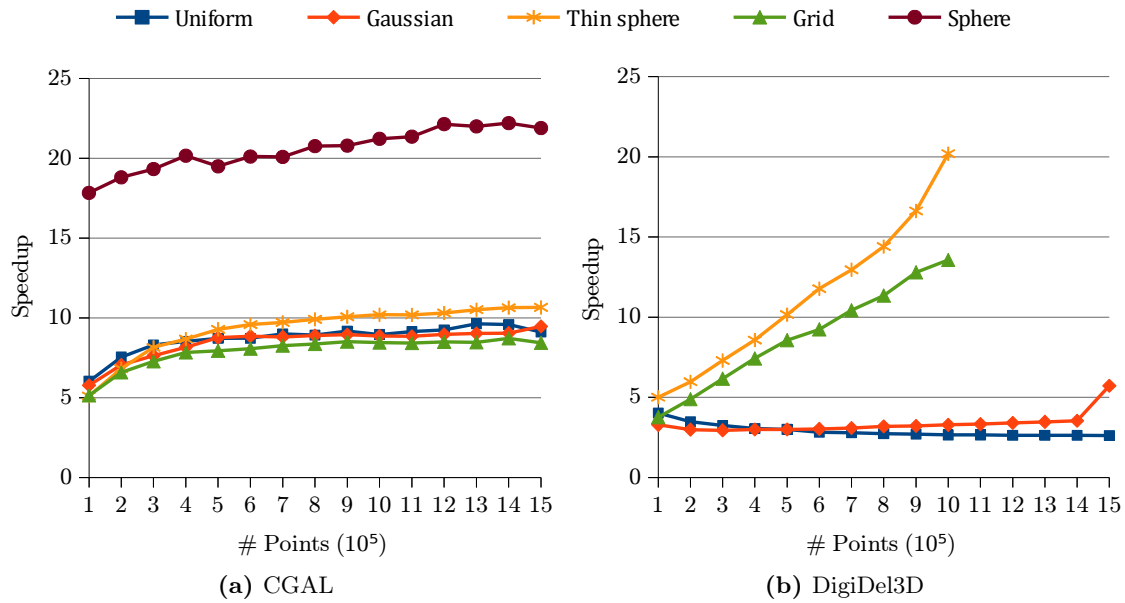 Uniform Gaussian Thin sphere Grid Sphere
25
20
15
10
5
0
Speedup
1 2 3 4 5 6 7 8 9 10 11 12 13 14 15
# Points (10⁵)
(a) CGAL
25
20
15
10
5
0
Speedup
1 2 3 4 5 6 7 8 9 10 11 12 13 14 15
# Points (10⁵)
(b) DigiDel3D